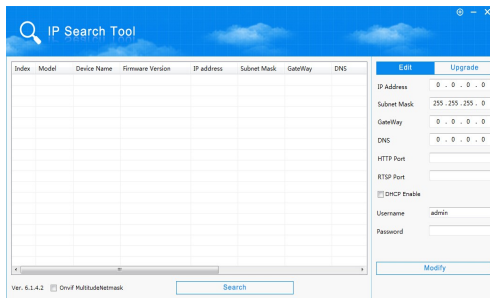 IP Search Tool
Index Model Device Name Firmware Version IP address Subnet Mask GateWay DNS
Edit Upgrade
IP Address 0 . 0 . 0 . 0
Subnet Mask 255 . 255 . 255 . 0
GateWay 0 . 0 . 0 . 0
DNS 0 . 0 . 0 . 0
HTTP Port
RTSP Port
DHCP Enable
Username admin
Password
Modify
Ver. 6.1.4.2 Onvif MultitudeNetmask Search